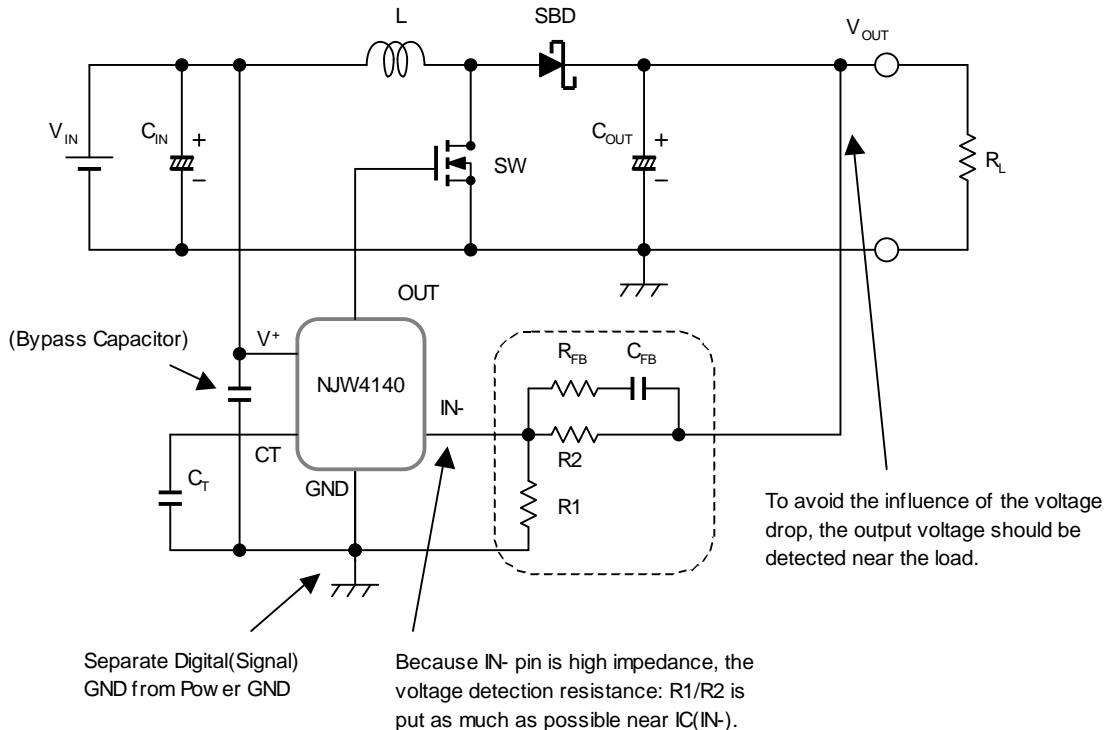 L
SBD
VOUT
VIN
CIN
+
−
SW
COUT
+
−
RL
OUT
(Bypass Capacitor)
V+
NJW4140
RFB
CFB
IN-
CT
R2
CT
GND
R1
To avoid the influence of the voltage
drop, the output voltage should be
detected near the load.
Separate Digital(Signal)
GND from Power GND
Because IN- pin is high impedance, the
voltage detection resistance: R1/R2 is
put as much as possible near IC(IN-).